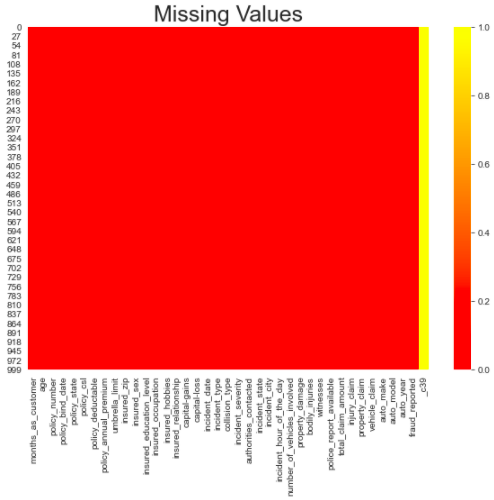 Missing Values
0
27
54
81
108
135
162
189
216
243
270
297
324
351
378
405
432
459
486
513
540
567
594
621
648
675
702
729
756
783
810
837
864
891
918
945
972
999
1.0
0.8
0.6
0.4
0.2
0.0
months_as_customer
age
policy_number
policy_bind_date
policy_state
policy_csl
policy_deductable
policy_annual_premium
umbrella_limit
insured_zip
insured_sex
insured_education_level
insured_occupation
insured_hobbies
insured_relationship
capital-gains
capital-loss
incident_date
incident_type
collision_type
incident_severity
authorities_contacted
incident_state
incident_city
incident_hour_of_the_day
number_of_vehicles_involved
property_damage
bodily_injuries
witnesses
police_report_available
total_claim_amount
injury_claim
property_claim
vehicle_claim
auto_make
auto_model
auto_year
fraud_reported
_c39